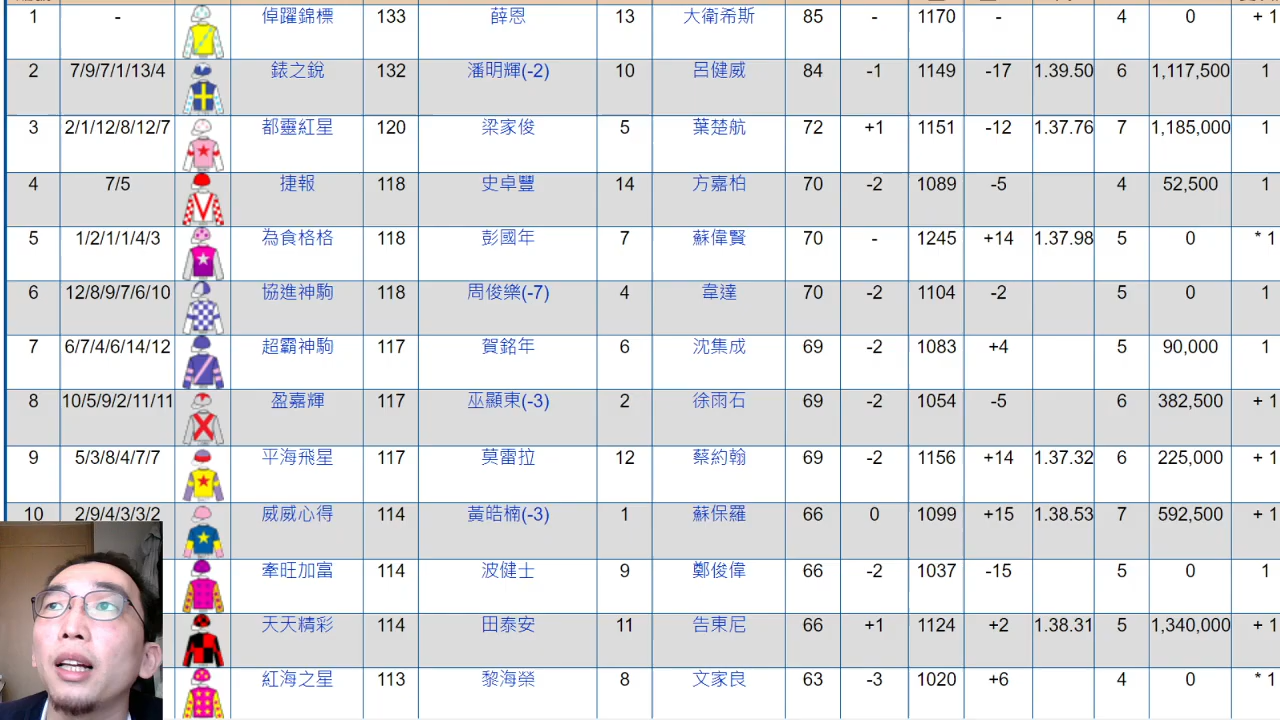 1 - 倬躍錦標 133 薛恩 13 大衛希斯 85 - 1170 - 4 0 + 1
2 7/9/7/1/13/4 錶之銳 132 潘明輝(-2) 10 呂健威 84 -1 1149 -17 1.39.50 6 1,117,500 1
3 2/1/12/8/12/7 都靈紅星 120 梁家俊 5 葉楚航 72 +1 1151 -12 1.37.76 7 1,185,000 1
4 7/5 捷報 118 史卓豐 14 方嘉柏 70 -2 1089 -5 4 52,500 1
5 1/2/1/1/4/3 為食格格 118 彭國年 7 蘇偉賢 70 - 1245 +14 1.37.98 5 0 * 1
6 12/8/9/7/6/10 協進神駒 118 周俊樂(-7) 4 韋達 70 -2 1104 -2 5 0 1
7 6/7/4/6/14/12 超霸神駒 117 賀銘年 6 沈集成 69 -2 1083 +4 5 90,000 1
8 10/5/9/2/11/11 盈嘉輝 117 巫顯東(-3) 2 徐雨石 69 -2 1054 -5 6 382,500 + 1
9 5/3/8/4/7/7 平海飛星 117 莫雷拉 12 蔡約翰 69 -2 1156 +14 1.37.32 6 225,000 + 1
10 2/9/4/3/3/2 威威心得 114 黃皓楠(-3) 1 蘇保羅 66 0 1099 +15 1.38.53 7 592,500 + 1
牽旺加富 114 波健士 9 鄭俊偉 66 -2 1037 -15 5 0 1
天天精彩 114 田泰安 11 告東尼 66 +1 1124 +2 1.38.31 5 1,340,000 + 1
紅海之星 113 黎海榮 8 文家良 63 -3 1020 +6 4 0 * 1